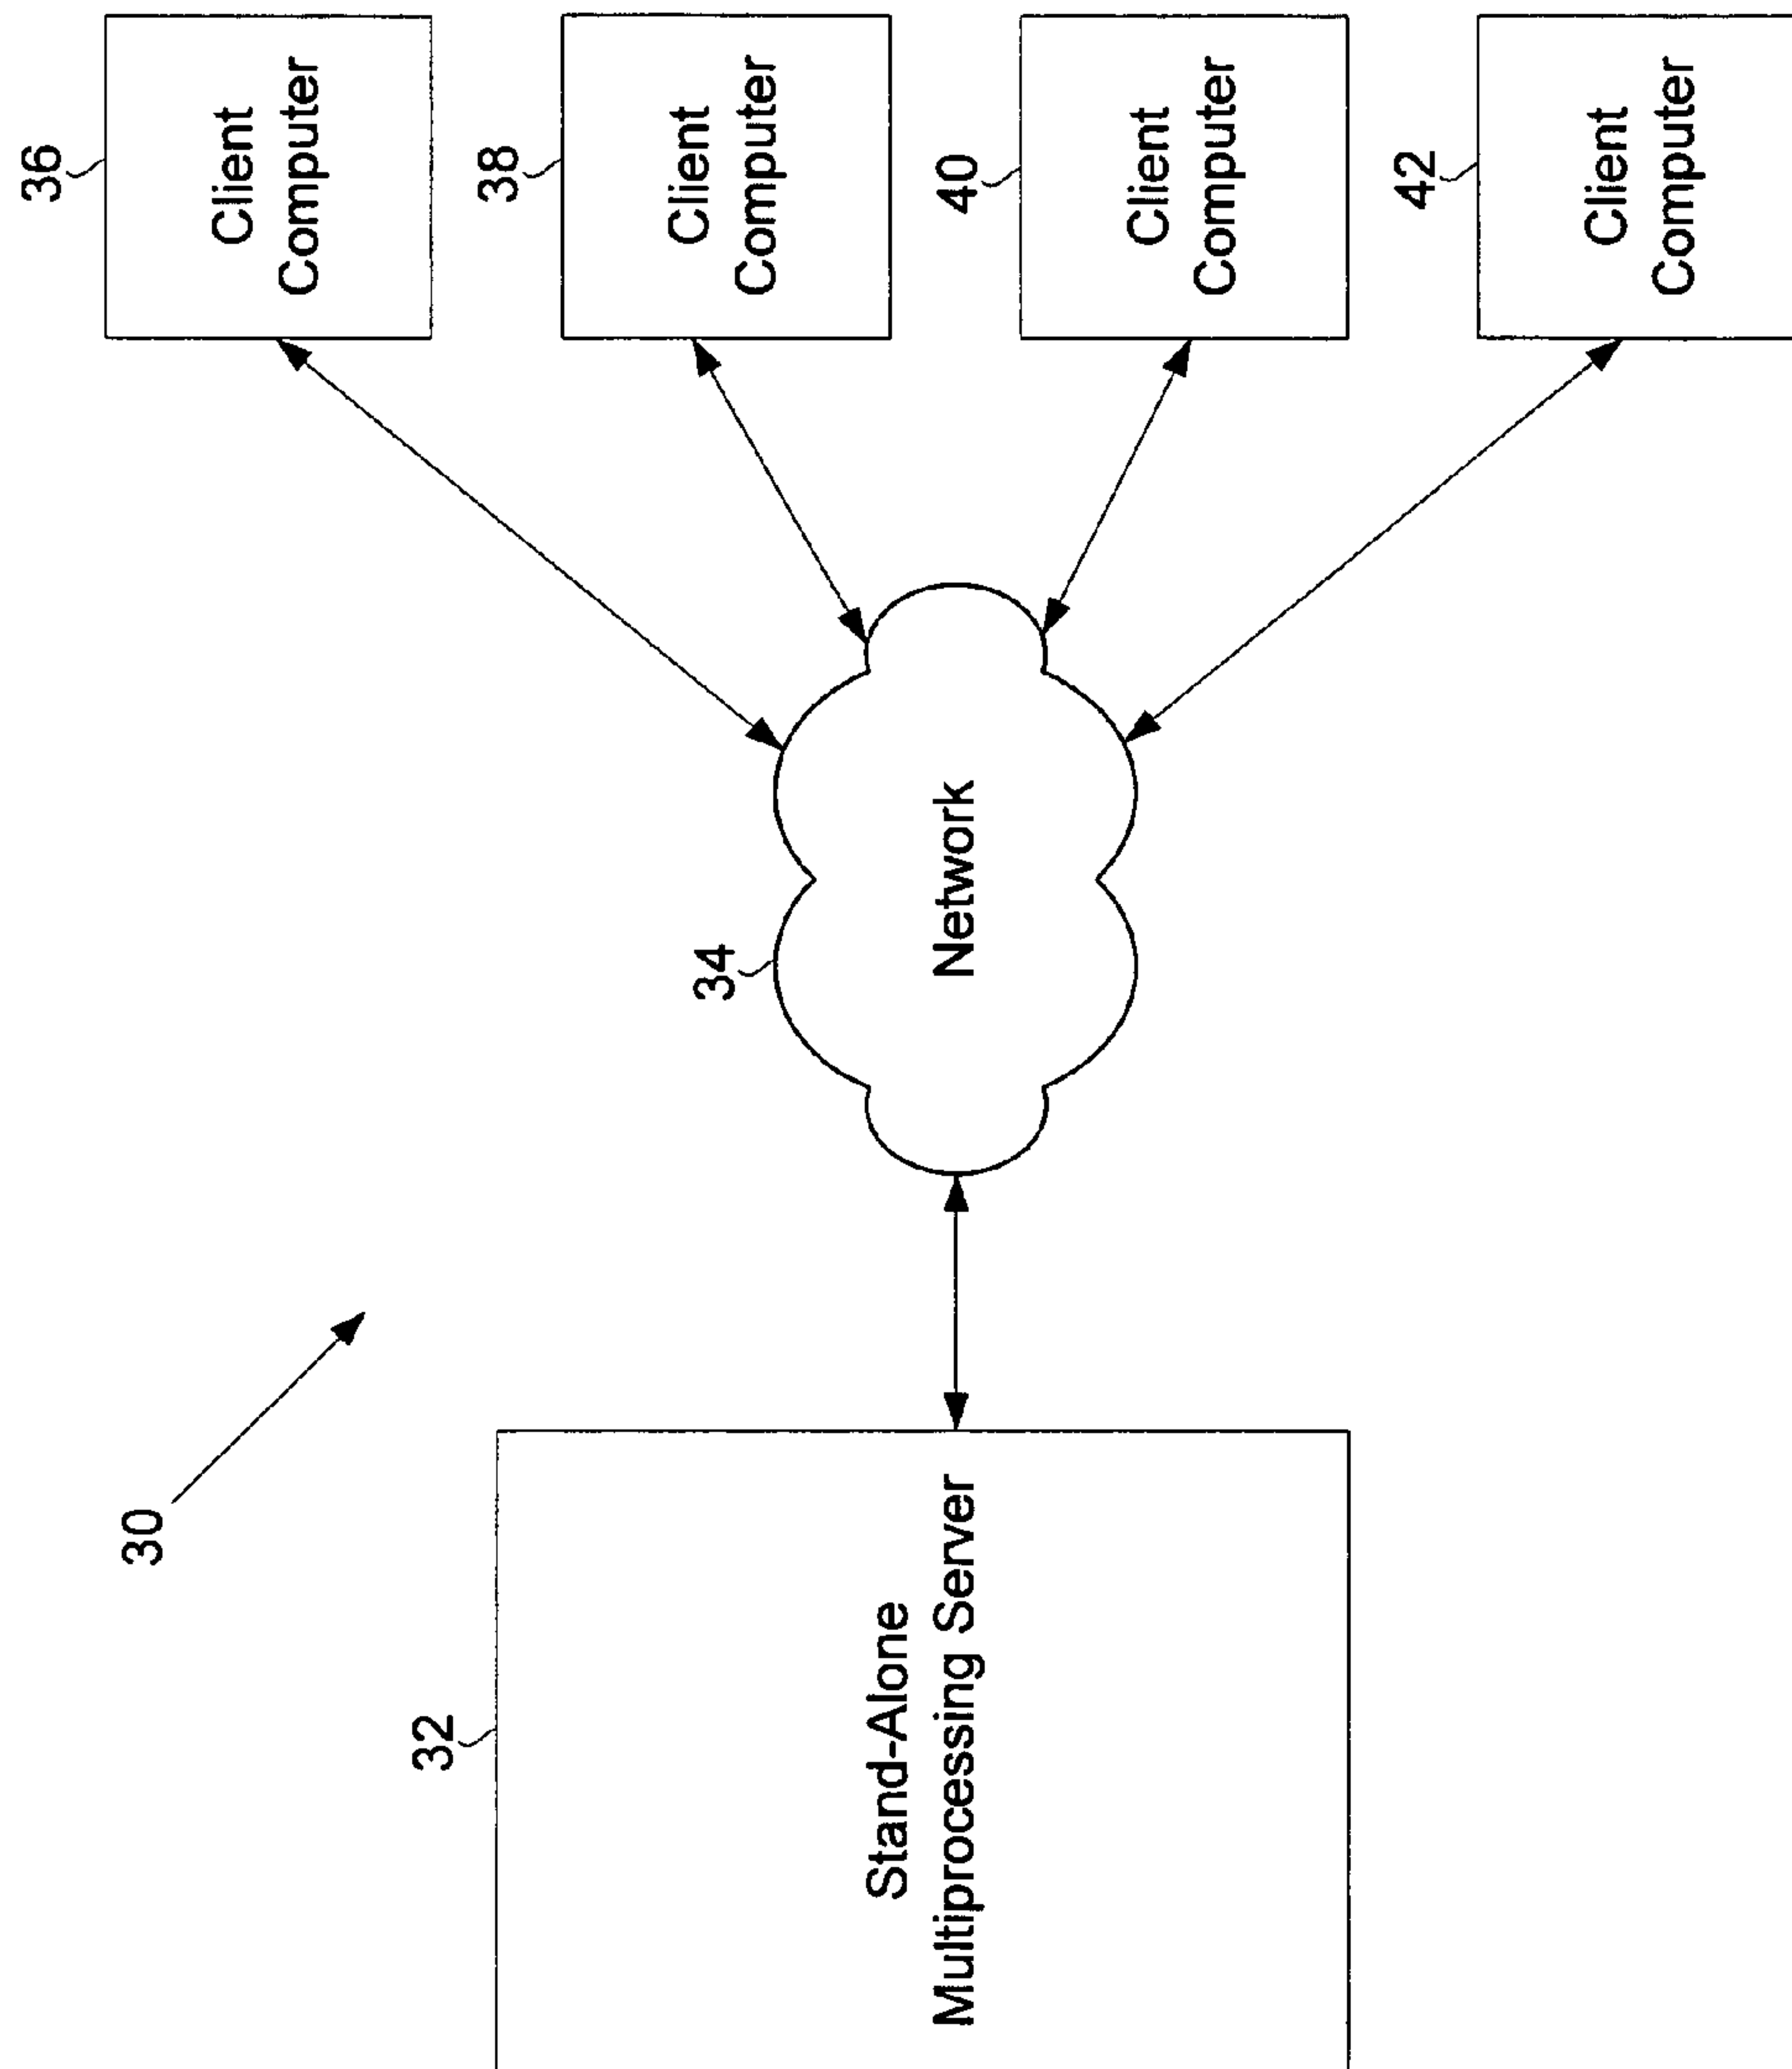 30
32
Stand-Alone
Multiprocessing Server
34
Network
36
Client
Computer
38
Client
Computer
40
Client
Computer
42
Client
Computer